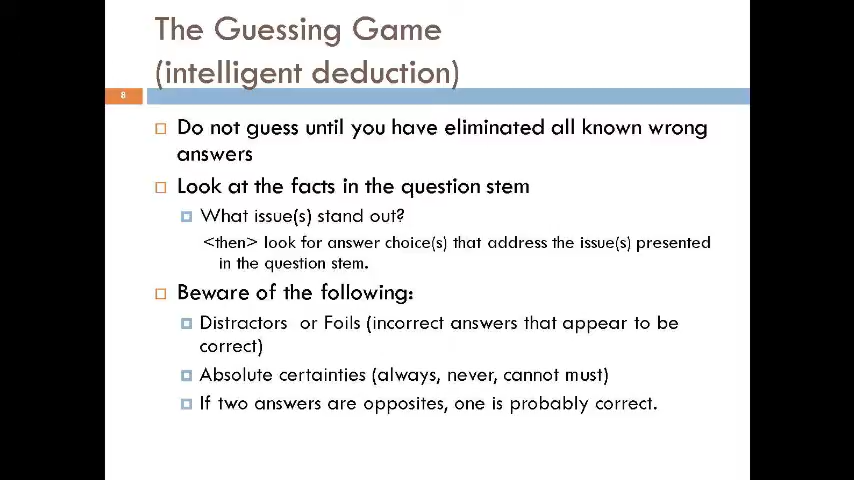 The Guessing Game
(intelligent deduction)
8
Do not guess until you have eliminated all known wrong
answers
Look at the facts in the question stem
What issue(s) stand out?
<then> look for answer choice(s) that address the issue(s) presented
in the question stem.
Beware of the following:
Distractors or Foils (incorrect answers that appear to be
correct)
Absolute certainties (always, never, cannot must)
If two answers are opposites, one is probably correct.